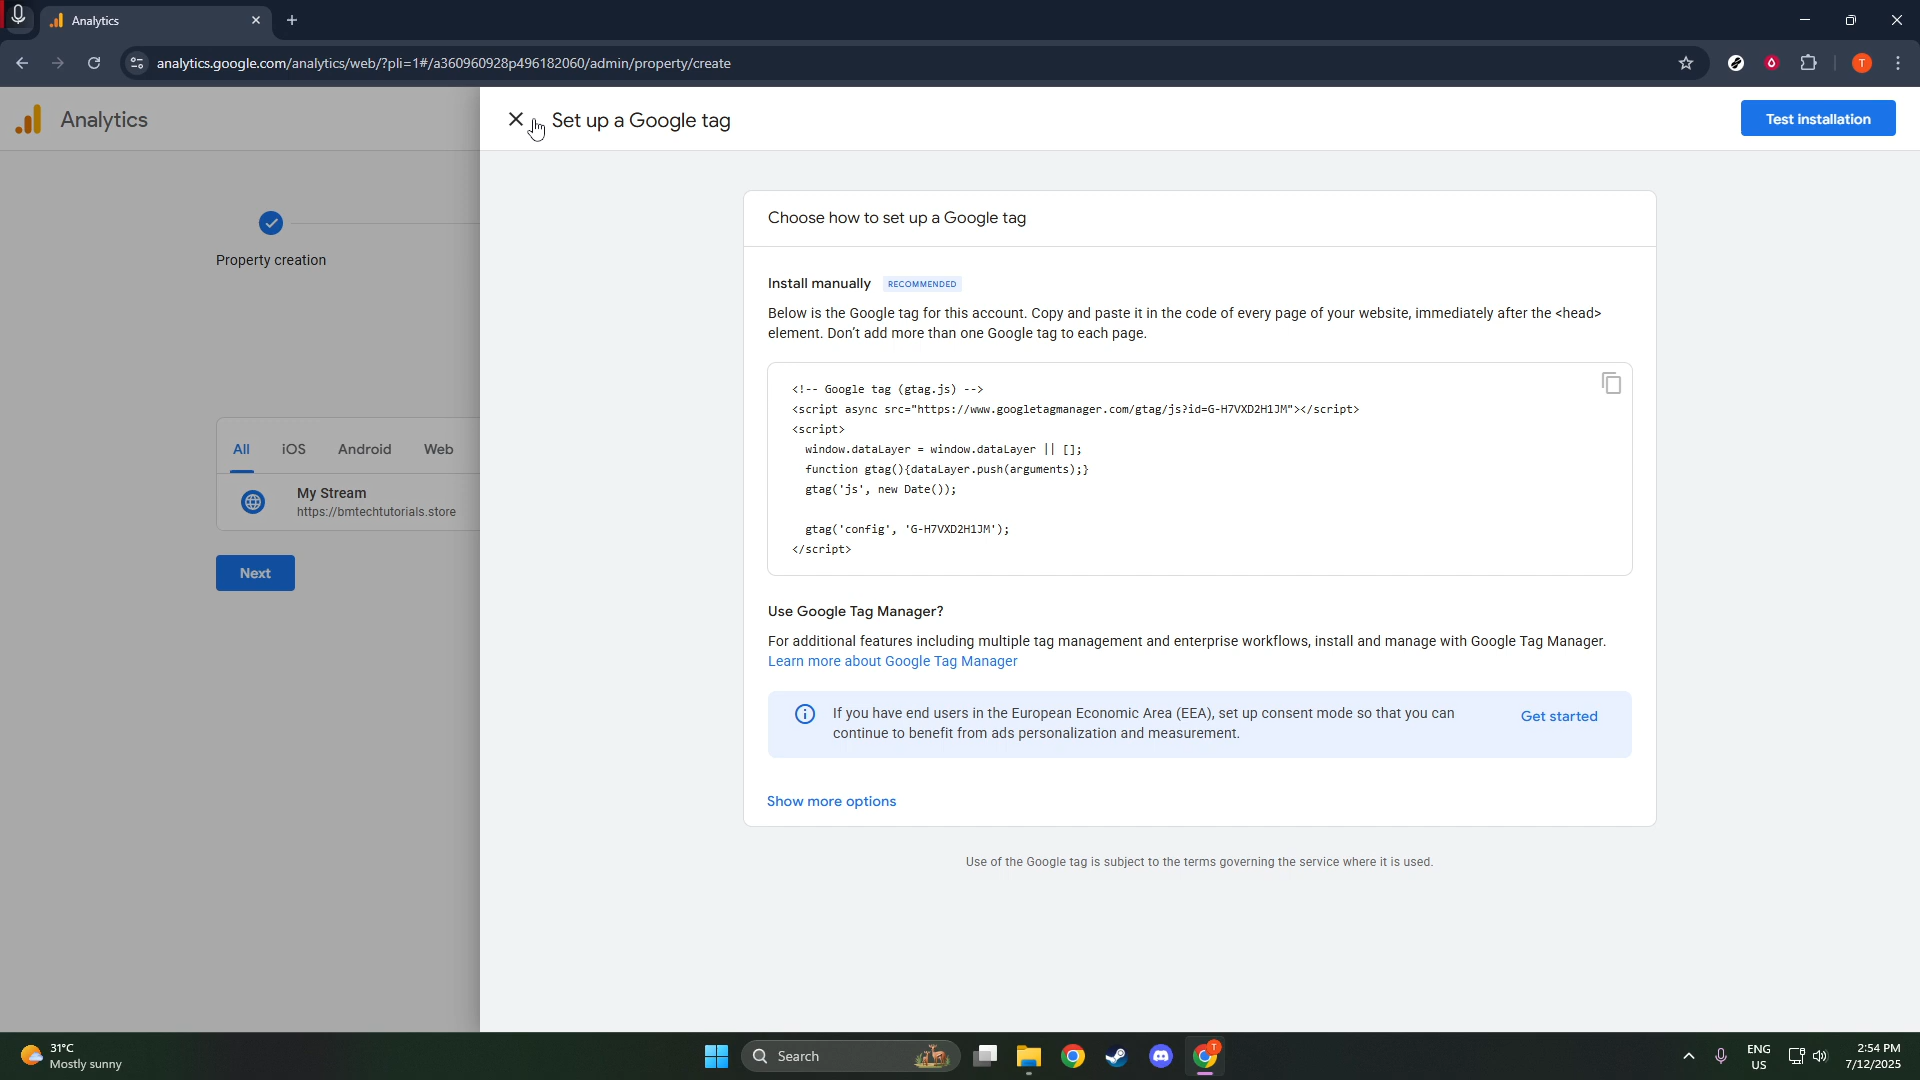 Analytics
analytics.google.com/analytics/web/?pli=1#/a360960928p496182060/admin/property/create
T
Analytics
Set up a Google tag
Test installation
Property creation
All iOS Android Web
My Stream
https://bmtechtutorials.store
Next
Choose how to set up a Google tag
Install manually RECOMMENDED
Below is the Google tag for this account. Copy and paste it in the code of every page of your website, immediately after the <head>
element. Don't add more than one Google tag to each page.
<!-- Google tag (gtag.js) -->
<script async src="https://www.googletagmanager.com/gtag/js?id=G-H7VXD2H1JM"></script>
<script>
window.dataLayer = window.dataLayer || [];
function gtag(){dataLayer.push(arguments);}
gtag('js', new Date());
gtag('config', 'G-H7VXD2H1JM');
</script>
Use Google Tag Manager?
For additional features including multiple tag management and enterprise workflows, install and manage with Google Tag Manager.
Learn more about Google Tag Manager
If you have end users in the European Economic Area (EEA), set up consent mode so that you can
continue to benefit from ads personalization and measurement.
Get started
Show more options
Use of the Google tag is subject to the terms governing the service where it is used.
31°C
Mostly sunny
Search
T
ENG
US
2:54 PM
7/12/2025